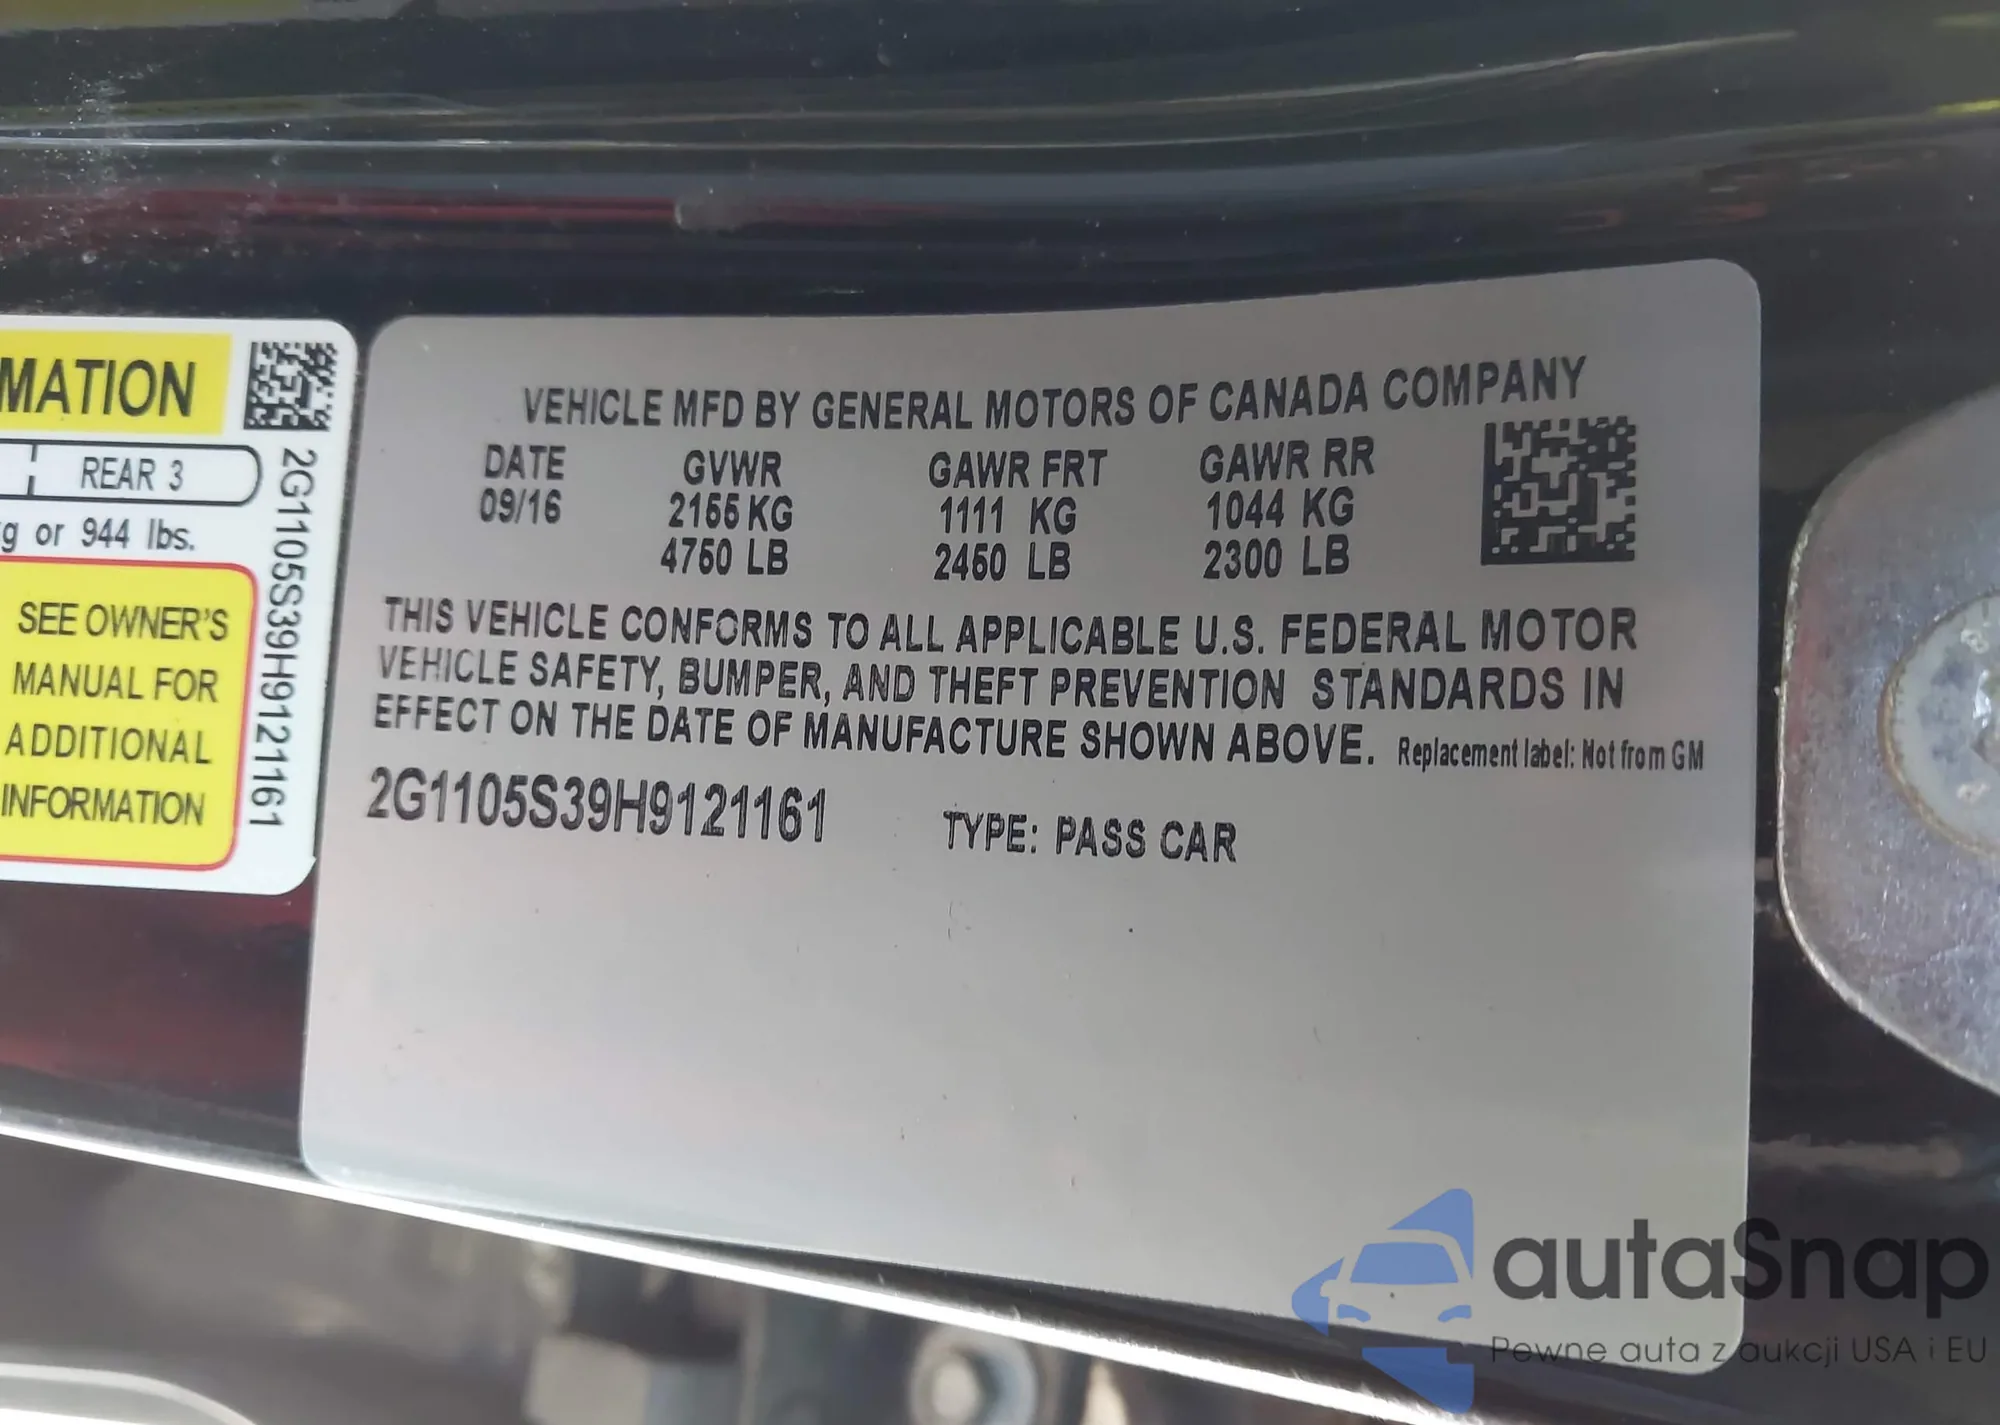 MATION
REAR 3
g or 944 lbs.
SEE OWNER'S
MANUAL FOR
ADDITIONAL
INFORMATION
2G1105S39H9121161
VEHICLE MFD BY GENERAL MOTORS OF CANADA COMPANY
DATE GVWR GAWR FRT GAWR RR
09/16 2155 KG 1111 KG 1044 KG
4750 LB 2450 LB 2300 LB
THIS VEHICLE CONFORMS TO ALL APPLICABLE U.S. FEDERAL MOTOR
VEHICLE SAFETY, BUMPER, AND THEFT PREVENTION STANDARDS IN
EFFECT ON THE DATE OF MANUFACTURE SHOWN ABOVE. Replacement label: Not from GM
2G1105S39H9121161 TYPE: PASS CAR
autaSnap
Pewne auta z aukcji USA i EU